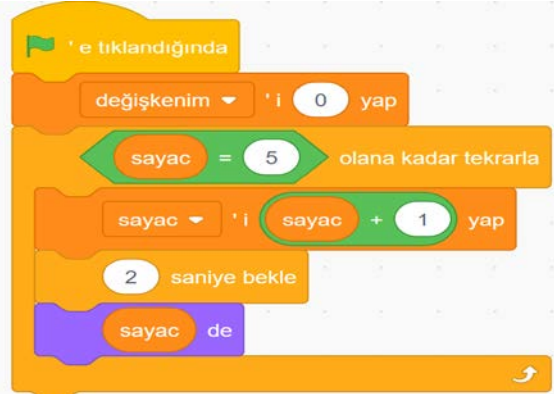 ' e tıklandığında
değişkenim ' i 0 yap
sayac = 5 olana kadar tekrarla
sayac ' i sayac + 1 yap
2 saniye bekle
sayac de